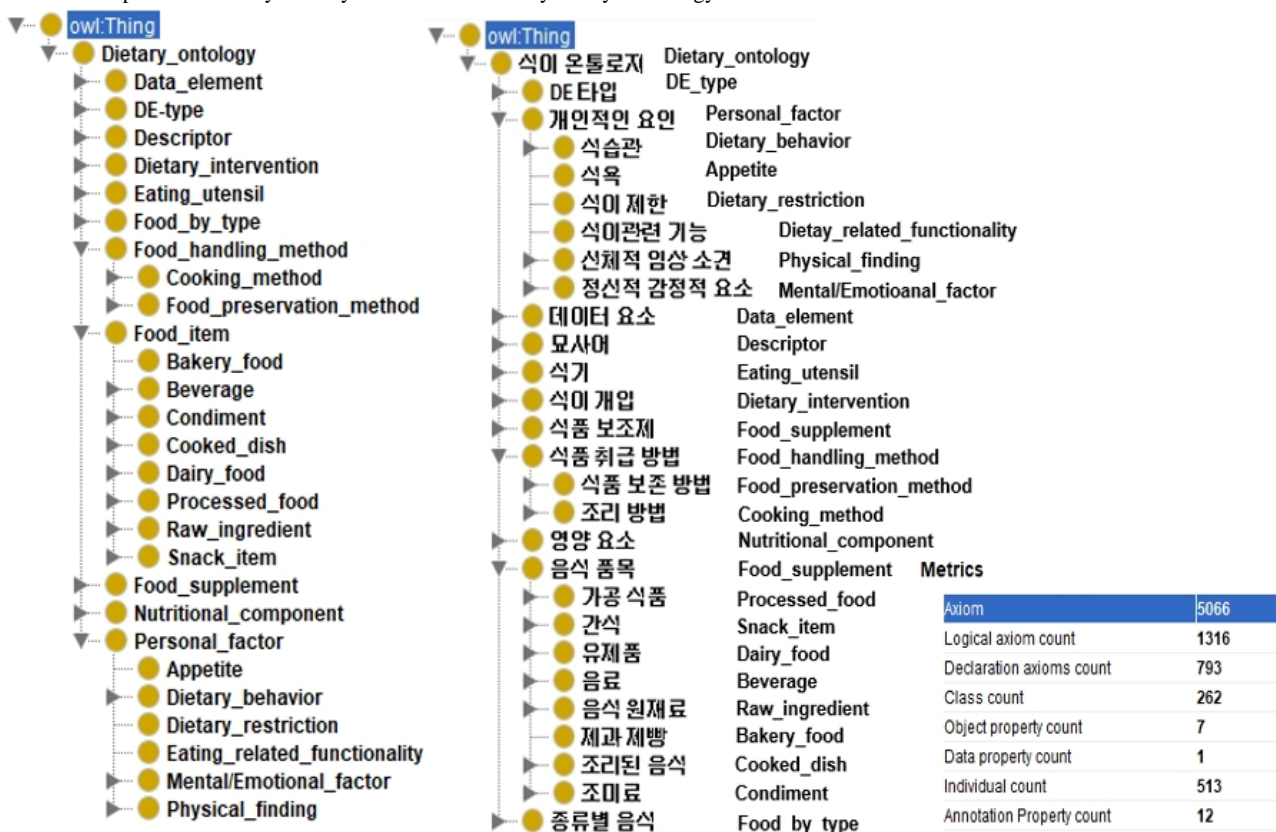 owl:Thing
Dietary_ontology
Data_element
DE-type
Descriptor
Dietary_intervention
Eating_utensil
Food_by_type
Food_handling_method
Cooking_method
Food_preservation_method
Food_item
Bakery_food
Beverage
Condiment
Cooked_dish
Dairy_food
Processed_food
Raw_ingredient
Snack_item
Food_supplement
Nutritional_component
Personal_factor
Appetite
Dietary_behavior
Dietary_restriction
Eating_related_functionality
Mental/Emotional_factor
Physical_finding
owl:Thing
식이 온톨로지 Dietary_ontology
DE 타입 DE_type
개인적인 요인 Personal_factor
식습관 Dietary_behavior
식욕 Appetite
식이 제한 Dietary_restriction
식이관련 기능 Dietay_related_functionality
신체적 임상 소견 Physical_finding
정신적 감정적 요소 Mental/Emotioanal_factor
데이터 요소 Data_element
묘사어 Descriptor
식기 Eating_utensil
식이 개입 Dietary_intervention
식품 보조제 Food_supplement
식품 취급 방법 Food_handling_method
식품 보존 방법 Food_preservation_method
조리 방법 Cooking_method
영양 요소 Nutritional_component
음식 품목 Food_supplement
가공 식품 Processed_food
간식 Snack_item
유제품 Dairy_food
음료 Beverage
음식 원재료 Raw_ingredient
제과 제빵 Bakery_food
조리된 음식 Cooked_dish
조미료 Condiment
종류별 음식 Food_by_type
Metrics
Axiom 5066
Logical axiom count 1316
Declaration axioms count 793
Class count 262
Object property count 7
Data property count 1
Individual count 513
Annotation Property count 12